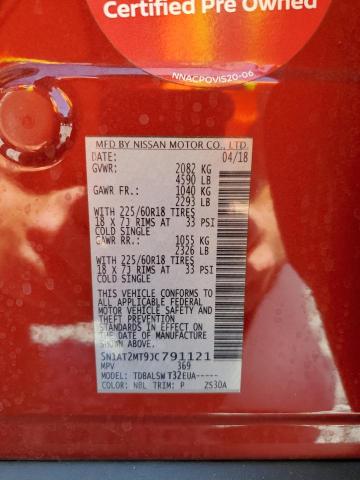 Certified Pre Owned
NNACPOVIS20-06
MFD BY NISSAN MOTOR CO., LTD.
DATE: 04/18
GVWR: 2082 KG
4590 LB
GAWR FR.: 1040 KG
2293 LB
WITH 225/60R18 TIRES
18 X 7J RIMS AT 33 PSI
COLD SINGLE
GAWR RR.: 1055 KG
2326 LB
WITH 225/60R18 TIRES
18 X 7J RIMS AT 33 PSI
COLD SINGLE
THIS VEHICLE CONFORMS TO
ALL APPLICABLE FEDERAL
MOTOR VEHICLE SAFETY AND
THEFT PREVENTION
STANDARDS IN EFFECT ON
THE DATE OF MANUFACTURE
SHOWN ABOVE.
5N1AT2MT9JC791121
MPV 369
MODEL: TDBALSW T32EUA-----
COLOR: NBL TRIM: P ZS30A